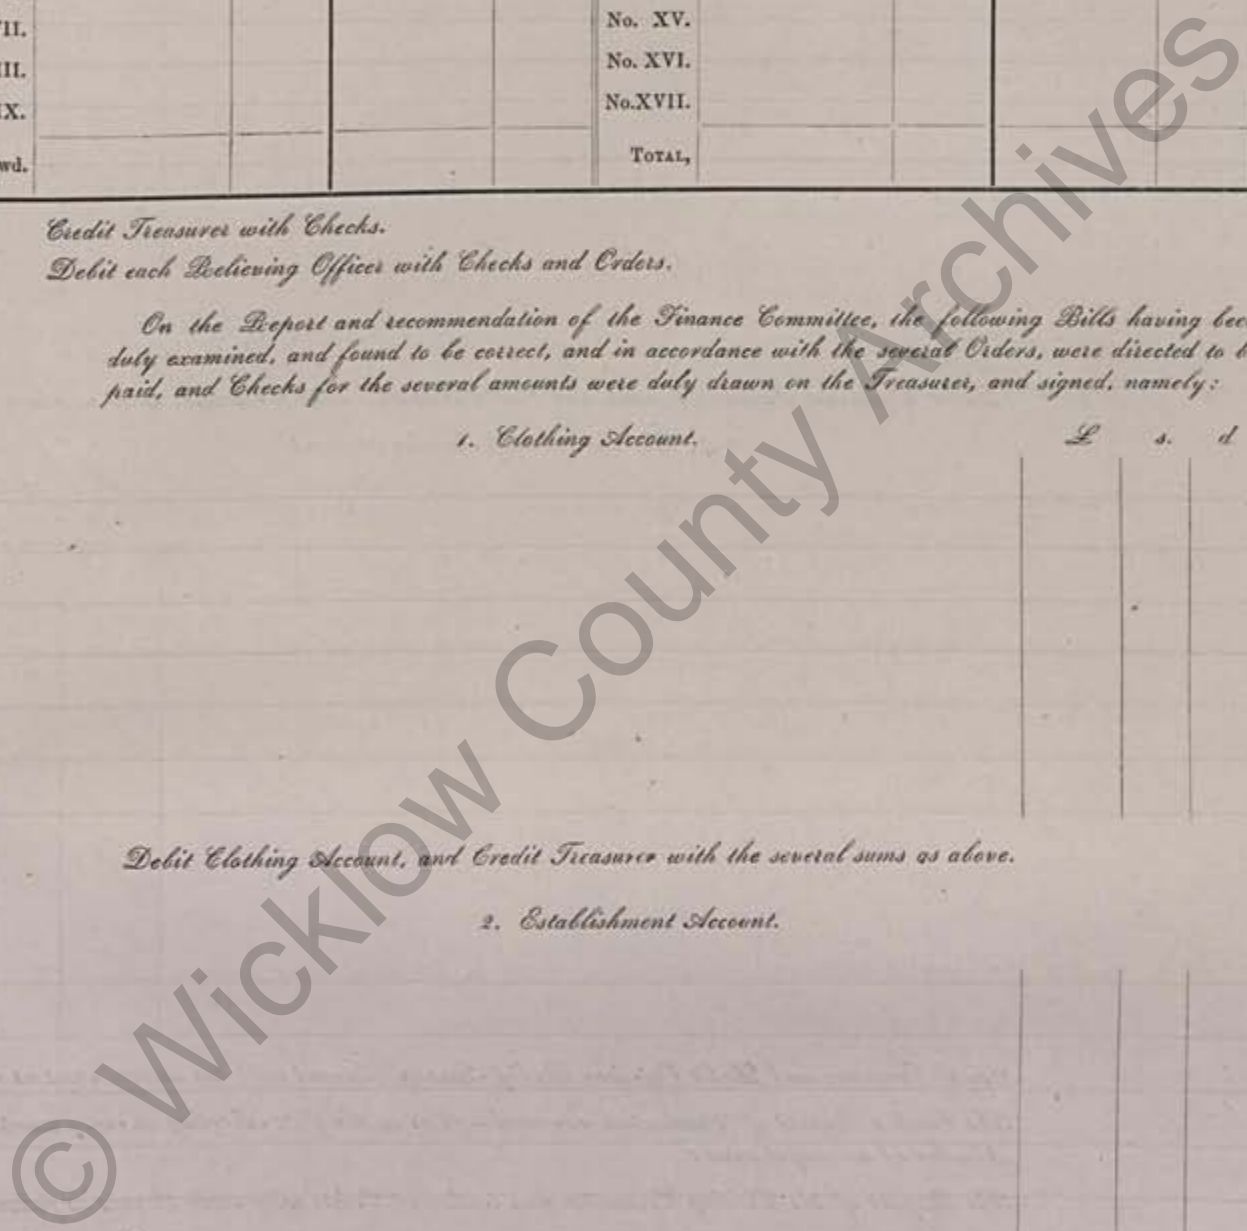 VII.
No. XV.
III.
No. XVI.
IX.
No.XVII.
wd.
TOTAL,
Credit Treasurer with Checks.
Debit each Relieving Officer with Checks and Orders.
On the Report and recommendation of the Finance Committee, the following Bills having bee
duly examined, and found to be correct, and in accordance with the several Orders, were directed to b
paid, and Checks for the several amounts were duly drawn on the Treasurer, and signed, namely:
1. Clothing Account. £ s. d
Debit Clothing Account, and Credit Treasurer with the several sums as above.
2. Establishment Account.
© Wicklow County Archives